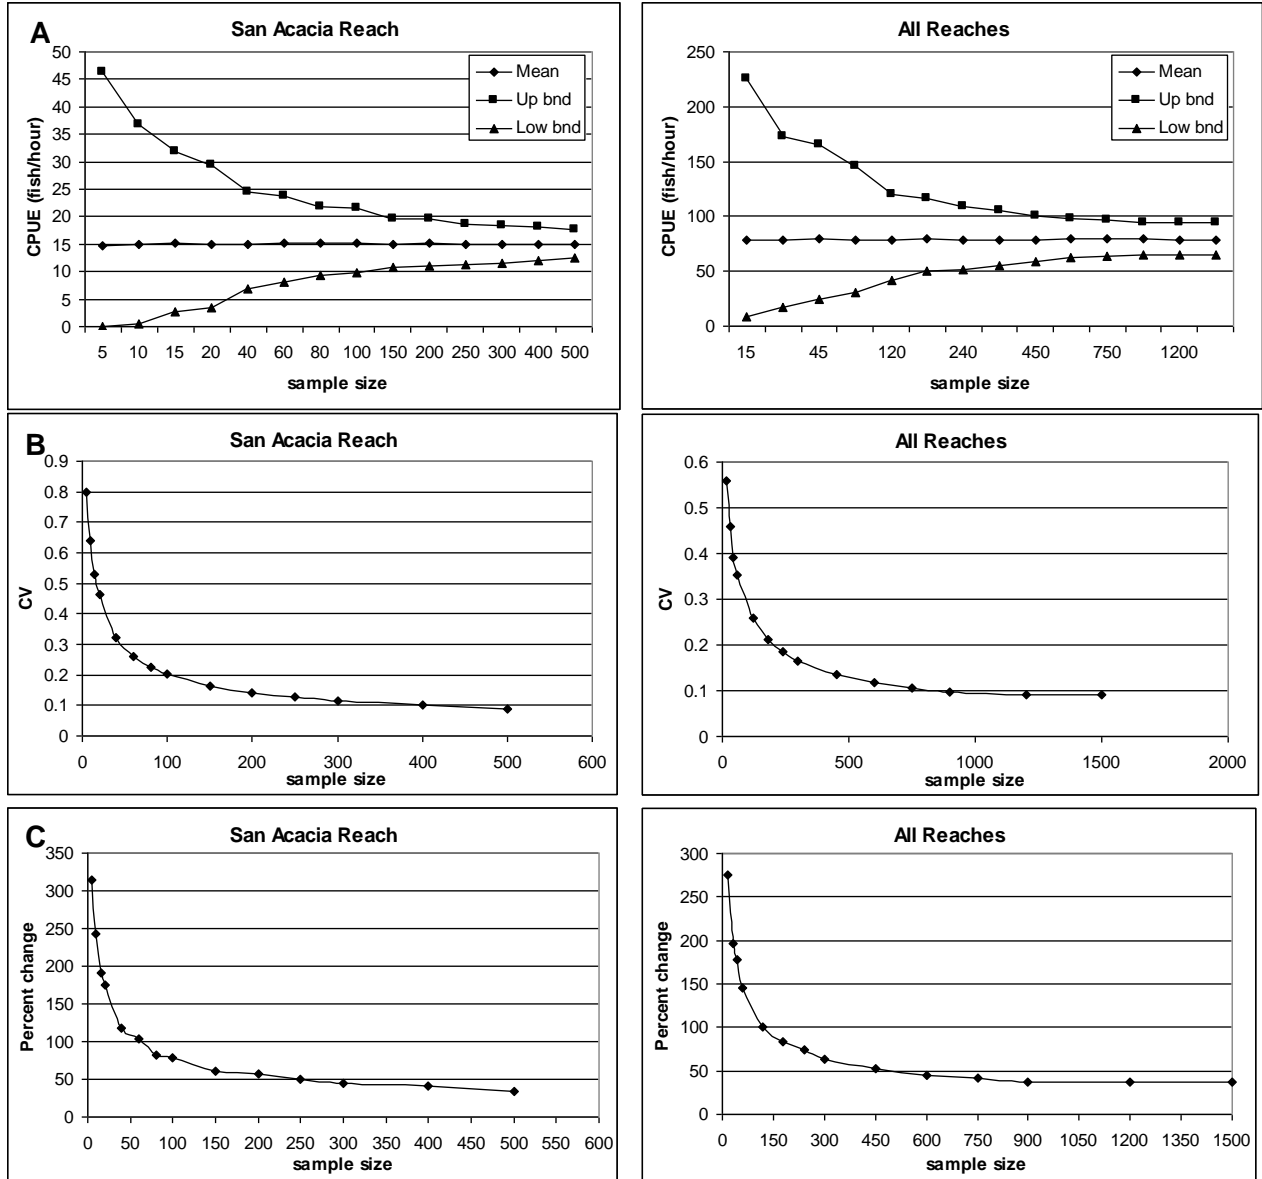 A
San Acacia Reach
50
45
40
35
30
25
20
15
10
5
0
CPUE (fish/hour)
Mean
Up bnd
Low bnd
5 10 15 20 40 60 80 100 150 200 250 300 400 500
sample size
All Reaches
250
200
150
100
50
0
CPUE (fish/hour)
Mean
Up bnd
Low bnd
15 45 120 240 450 750 1200
sample size
B
San Acacia Reach
0.9
0.8
0.7
0.6
0.5
0.4
0.3
0.2
0.1
0
CV
0 100 200 300 400 500 600
sample size
All Reaches
0.6
0.5
0.4
0.3
0.2
0.1
0
CV
0 500 1000 1500 2000
sample size
C
San Acacia Reach
350
300
250
200
150
100
50
0
Percent change
0 50 100 150 200 250 300 350 400 450 500 550 600
sample size
All Reaches
300
250
200
150
100
50
0
Percent change
0 150 300 450 600 750 900 1050 1200 1350 1500
sample size